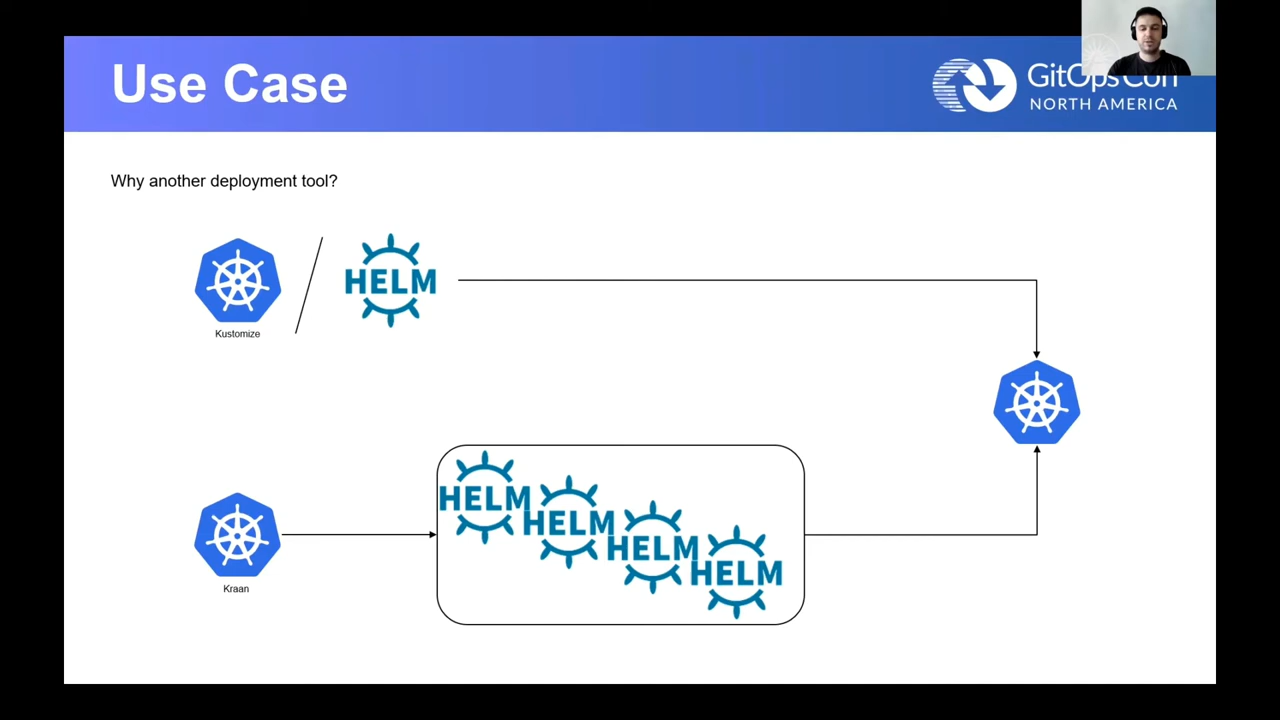 Use Case
GitOpsCon
NORTH AMERICA
Why another deployment tool?
HELM
Kustomize
HELM
HELM
HELM
HELM
Kraan